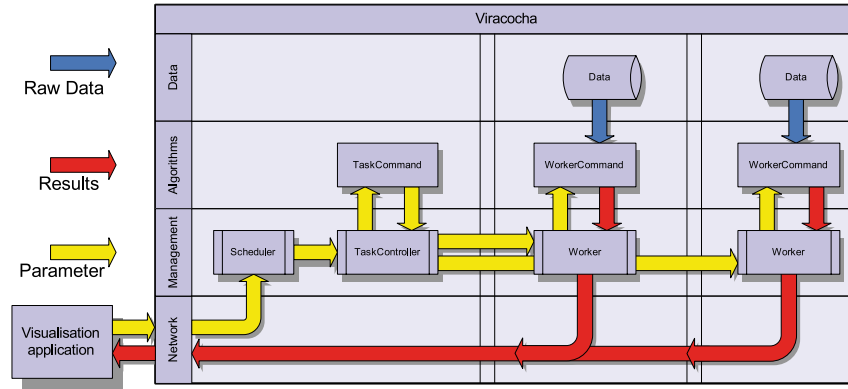 Viracocha
Raw Data
Data
Data
Data
Results
Algorithms
TaskCommand
WorkerCommand
WorkerCommand
Parameter
Management
Scheduler
TaskController
Worker
Worker
Visualisation
application
Network